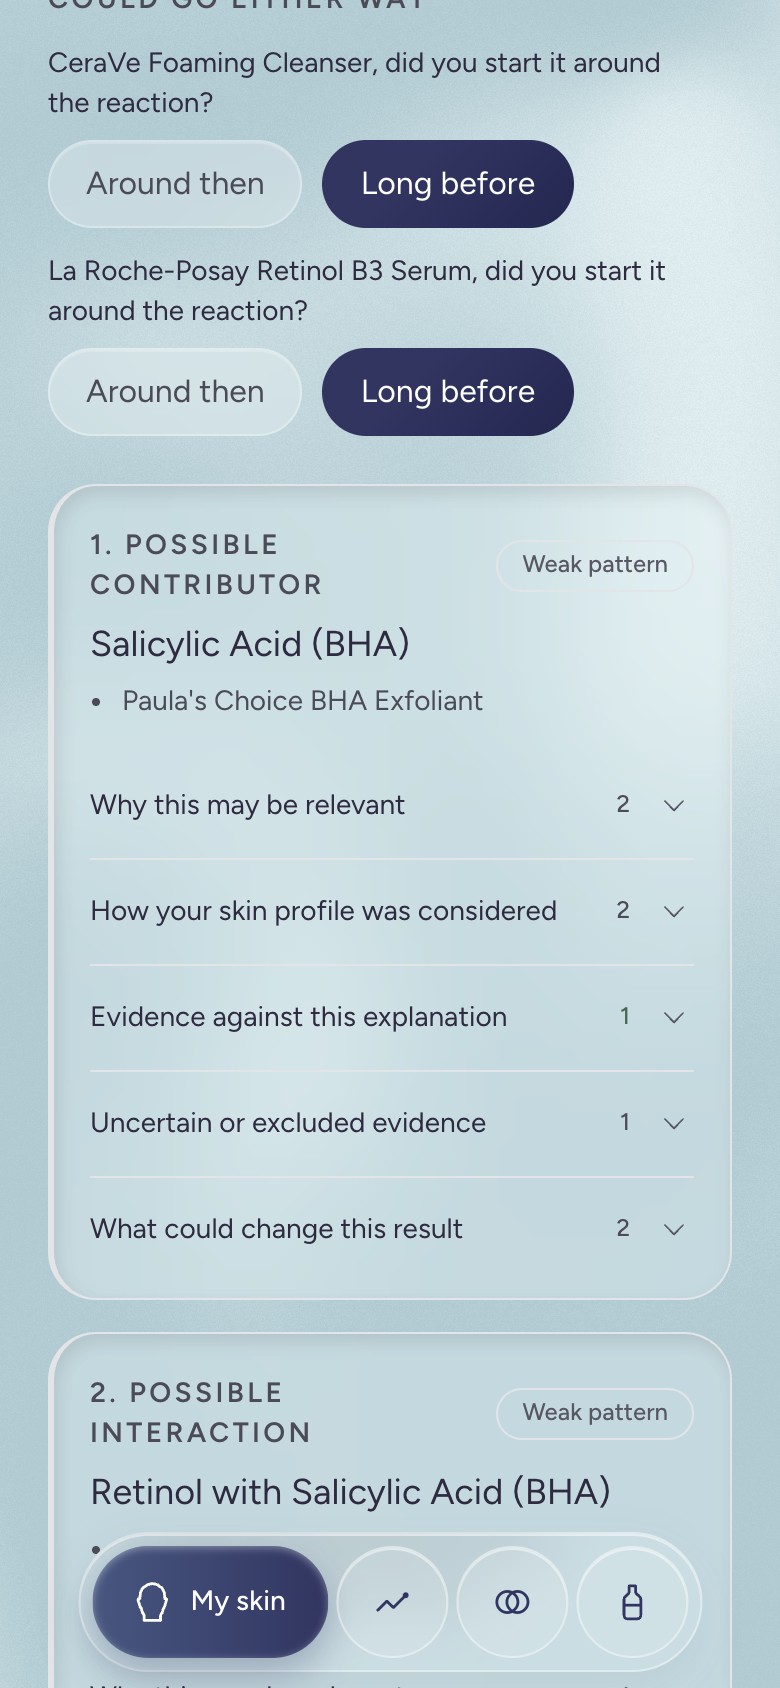 COULD GO EITHER WAY
CeraVe Foaming Cleanser, did you start it around
the reaction?
Around then
Long before
La Roche-Posay Retinol B3 Serum, did you start it
around the reaction?
Around then
Long before
1. POSSIBLE
CONTRIBUTOR
Weak pattern
Salicylic Acid (BHA)
• Paula's Choice BHA Exfoliant
Why this may be relevant 2
How your skin profile was considered 2
Evidence against this explanation 1
Uncertain or excluded evidence 1
What could change this result 2
2. POSSIBLE
INTERACTION
Weak pattern
Retinol with Salicylic Acid (BHA)
My skin